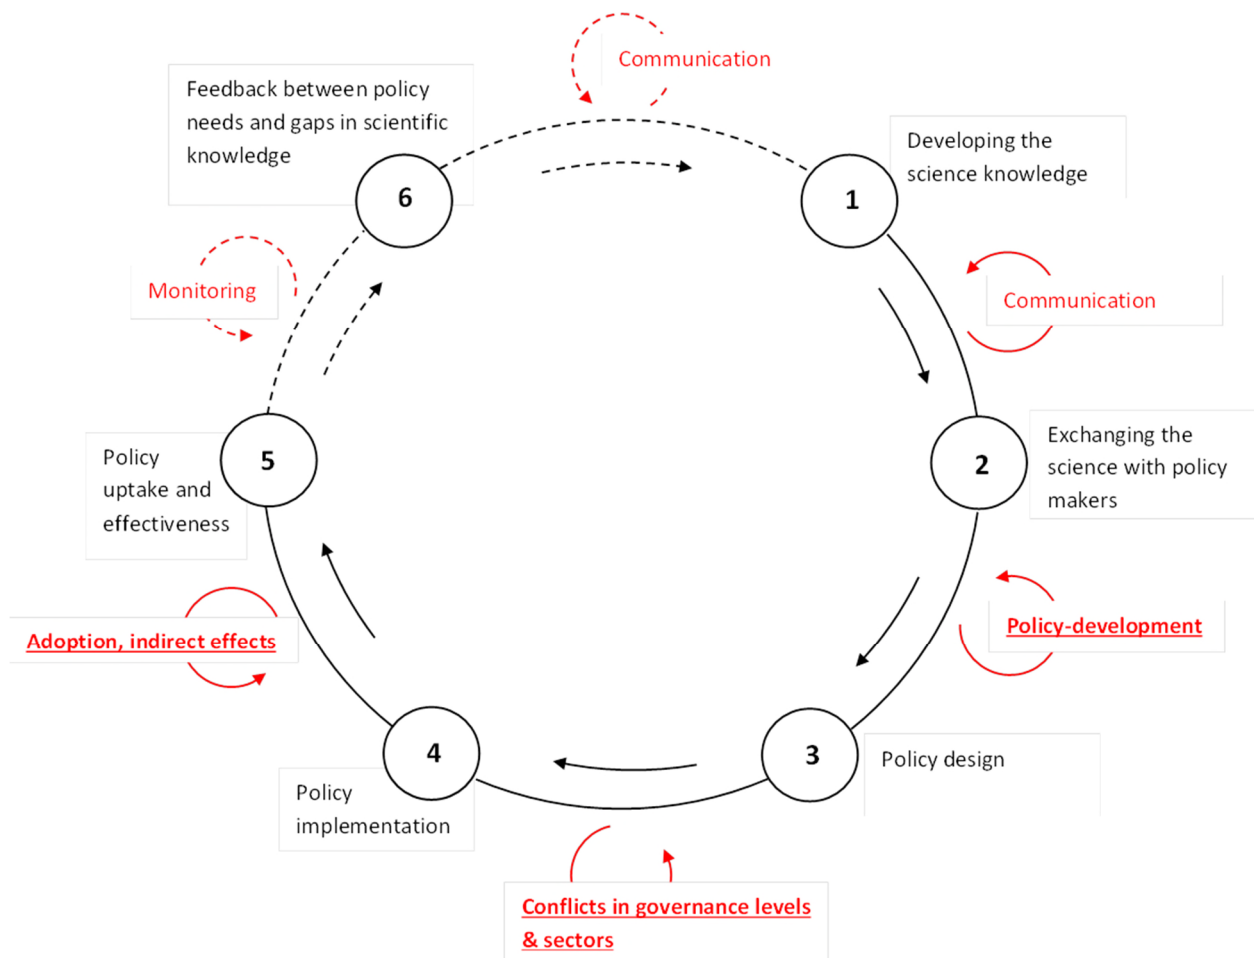 Communication
Feedback between policy
needs and gaps in scientific
knowledge
6
Developing the
science knowledge
1
Monitoring
Communication
Policy
uptake and
effectiveness
5
Exchanging the
science with policy
makers
2
Adoption, indirect effects
Policy-development
Policy
implementation
4
Policy design
3
Conflicts in governance levels
& sectors